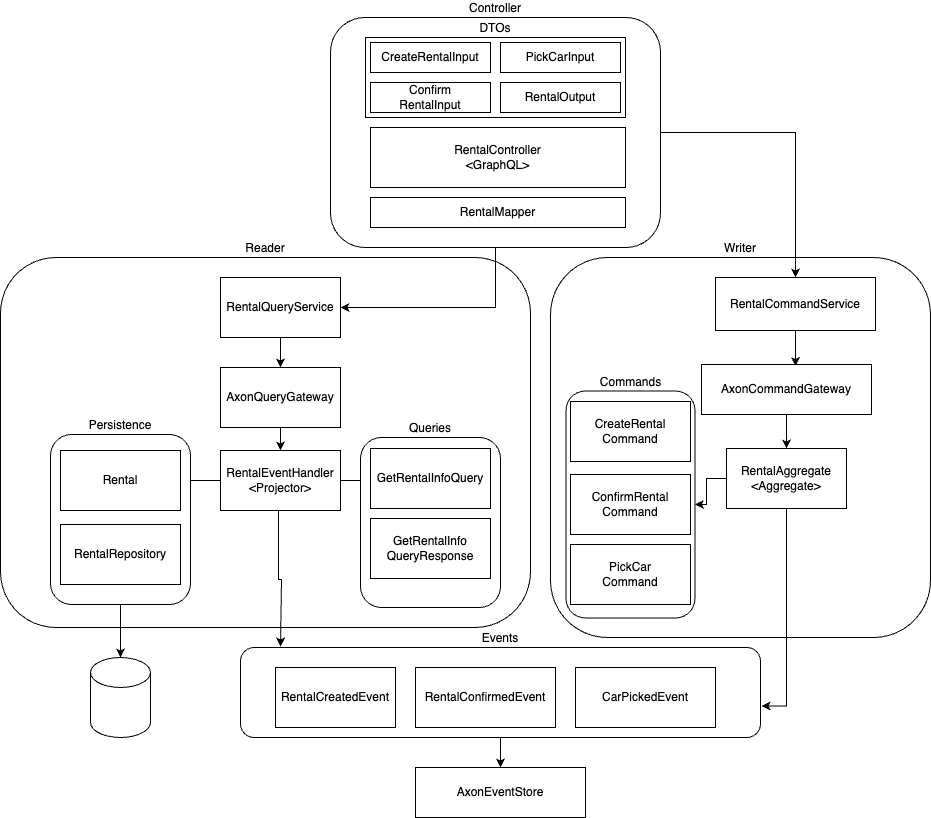 Controller
DTOs
CreateRentalInput
PickCarInput
Confirm
RentalInput
RentalOutput
RentalController
<GraphQL>
RentalMapper
Reader
Writer
RentalQueryService
RentalCommandService
AxonQueryGateway
AxonCommandGateway
Commands
CreateRental
Command
Persistence
Queries
Rental
RentalEventHandler
<Projector>
GetRentalInfoQuery
RentalAggregate
<Aggregate>
ConfirmRental
Command
RentalRepository
GetRentalInfo
QueryResponse
PickCar
Command
Events
RentalCreatedEvent
RentalConfirmedEvent
CarPickedEvent
AxonEventStore